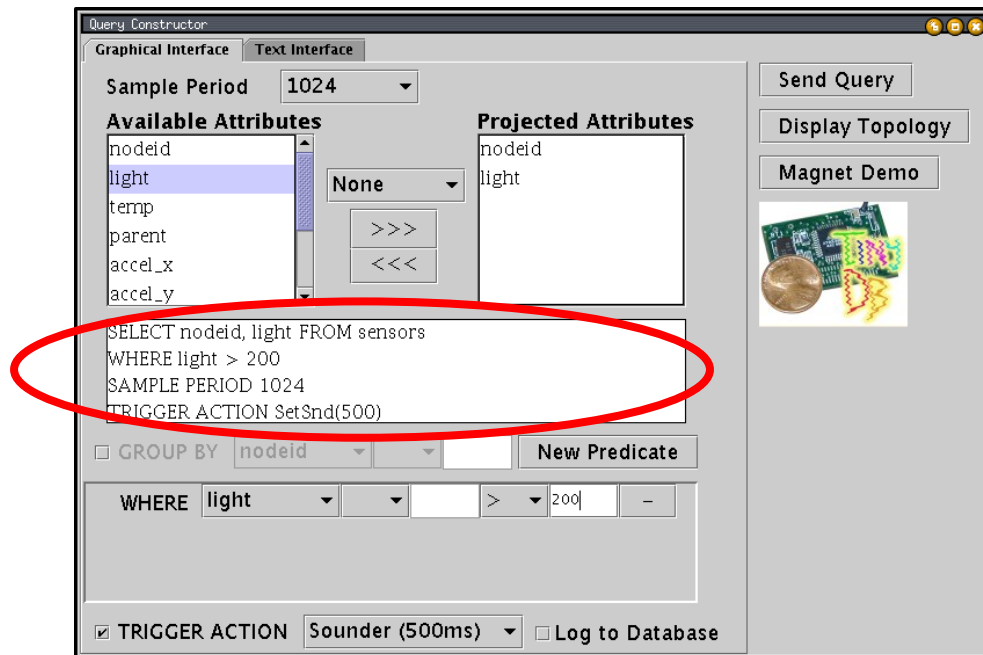 Query Constructor
Graphical Interface Text Interface
Sample Period 1024
Send Query
Display Topology
Magnet Demo
Available Attributes Projected Attributes
nodeid
light
temp
parent
accel_x
accel_y
None
>>>
<<<
nodeid
light
SELECT nodeid, light FROM sensors
WHERE light > 200
SAMPLE PERIOD 1024
TRIGGER ACTION SetSnd(500)
GROUP BY nodeid New Predicate
WHERE light > 200 -
TRIGGER ACTION Sounder (500ms) Log to Database